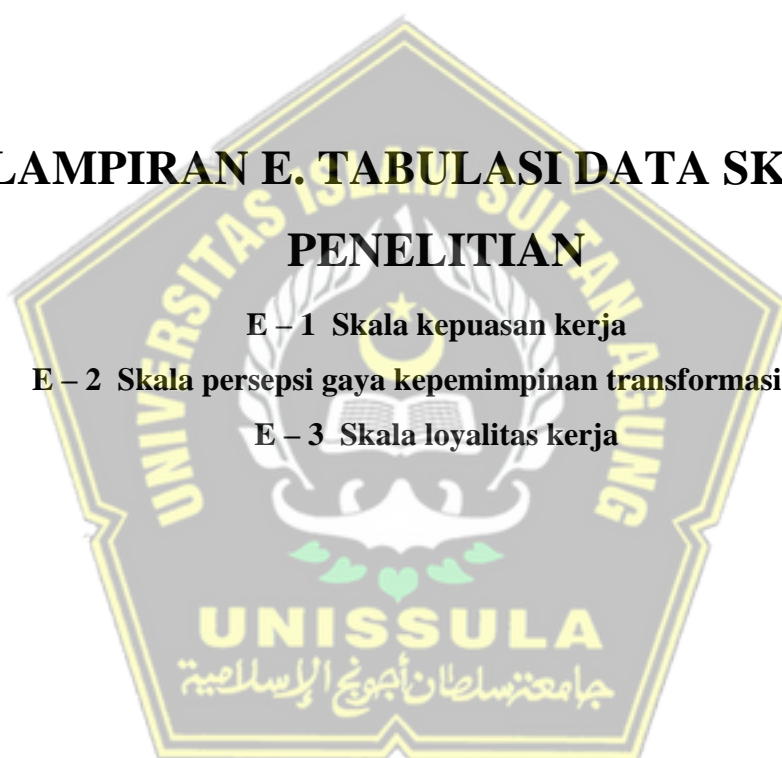 LAMPIRAN E. TABULASI DATA SK
PENELITIAN
E – 1 Skala kepuasan kerja
E – 2 Skala persepsi gaya kepemimpinan transformasi
E – 3 Skala loyalitas kerja
UNIVERSITAS ISLAM SULTAN AGUNG
UNISSULA
جامعة سلطان أجونج الإسلامية